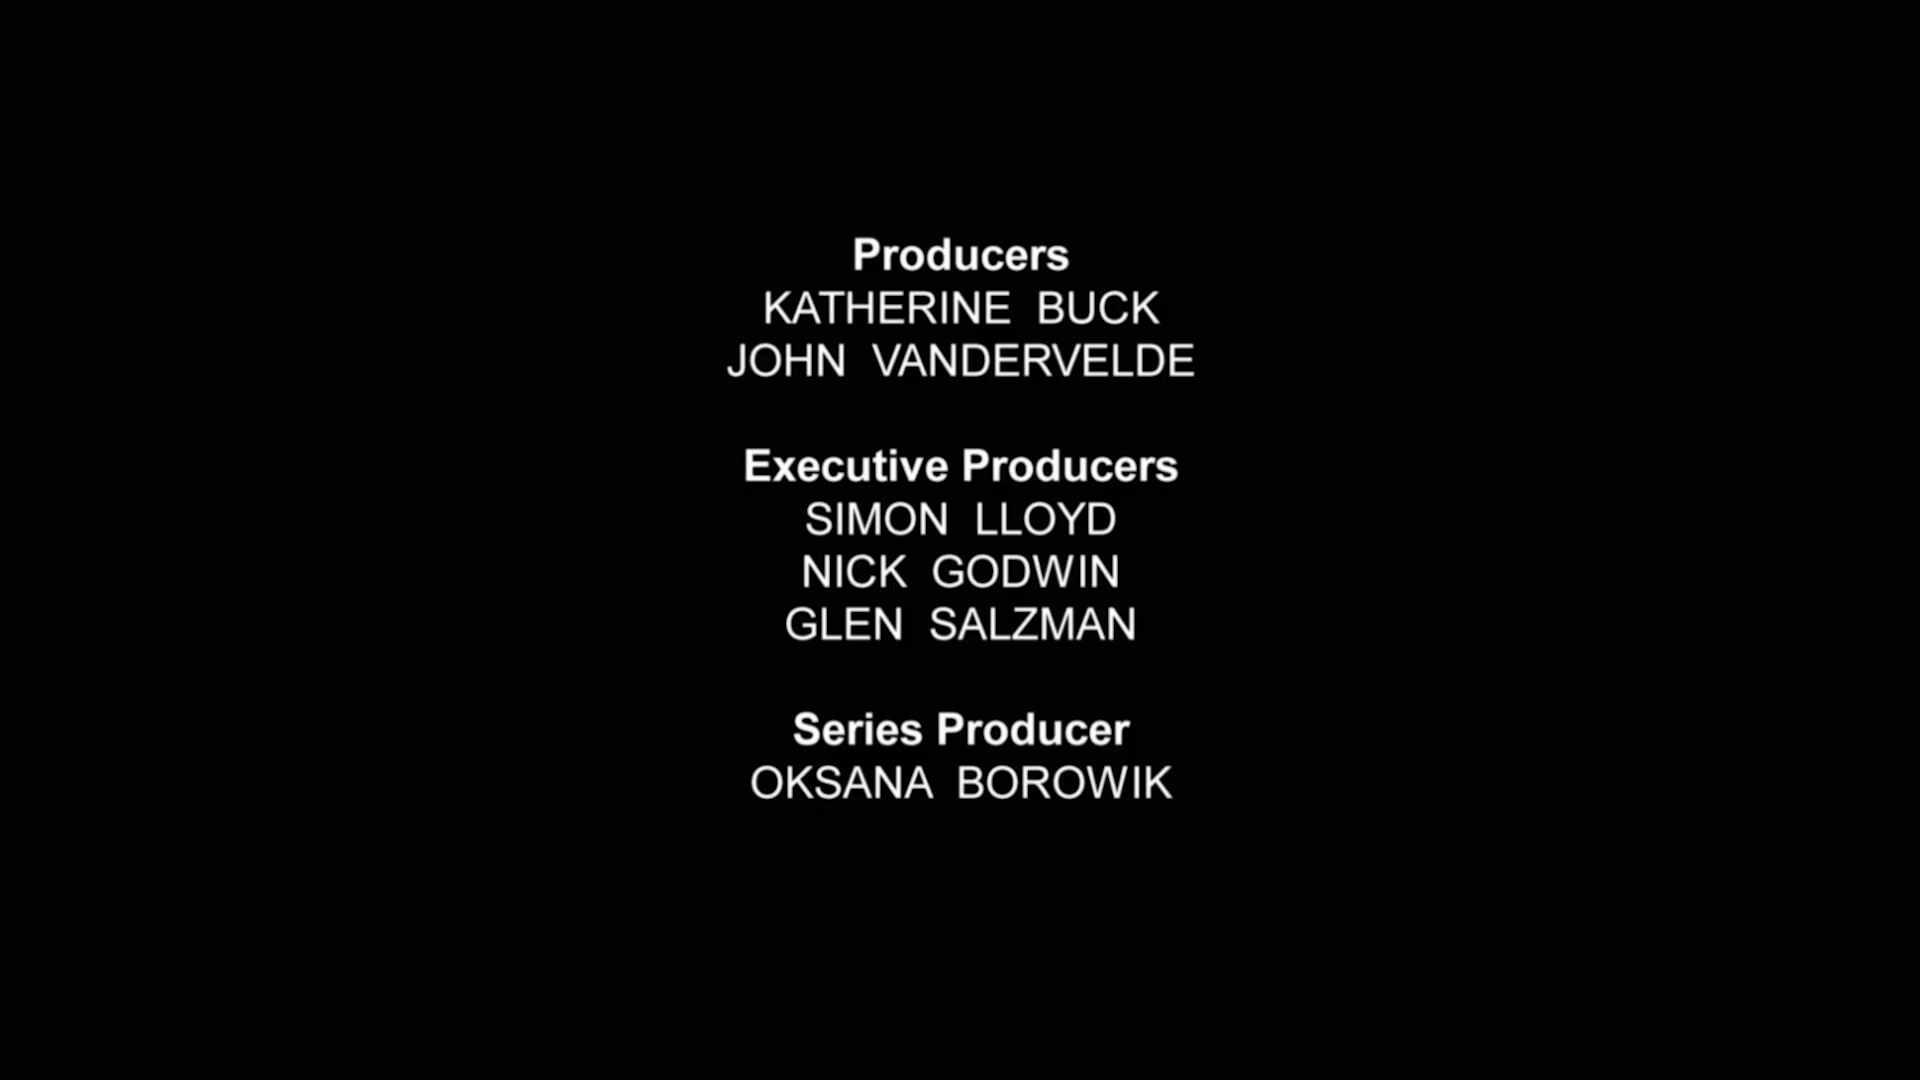 Producers
KATHERINE BUCK
JOHN VANDERVELDE
Executive Producers
SIMON LLOYD
NICK GODWIN
GLEN SALZMAN
Series Producer
OKSANA BOROWIK